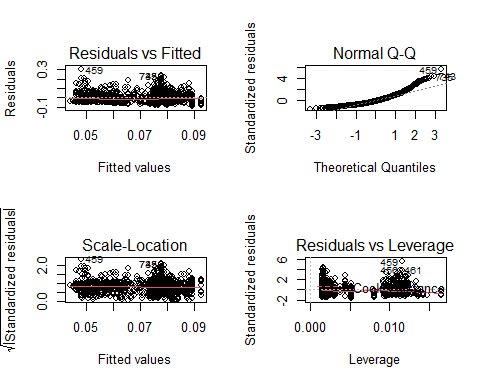 Residuals vs Fitted
Residuals
-0.1
0.3
459
0.05
0.07
0.09
Fitted values
Normal Q-Q
Standardized residuals
0
4
459
-3
-1
0
1
2
3
Theoretical Quantiles
Scale-Location
√|Standardized residuals|
0.0
2.0
459
0.05
0.07
0.09
Fitted values
Residuals vs Leverage
Standardized residuals
-2
2
6
459
461
0.000
0.010
Leverage